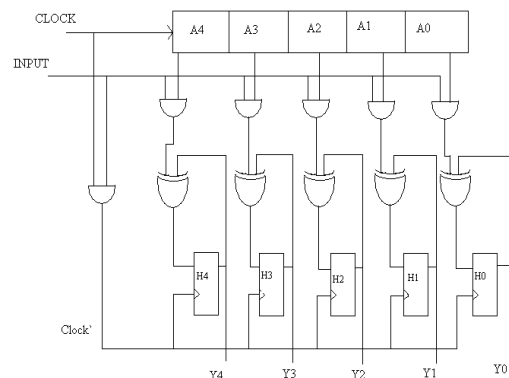 CLOCK
A4 A3 A2 A1 A0
INPUT
H4 H3 H2 H1 H0
Clock`
Y4 Y3 Y2 Y1 Y0